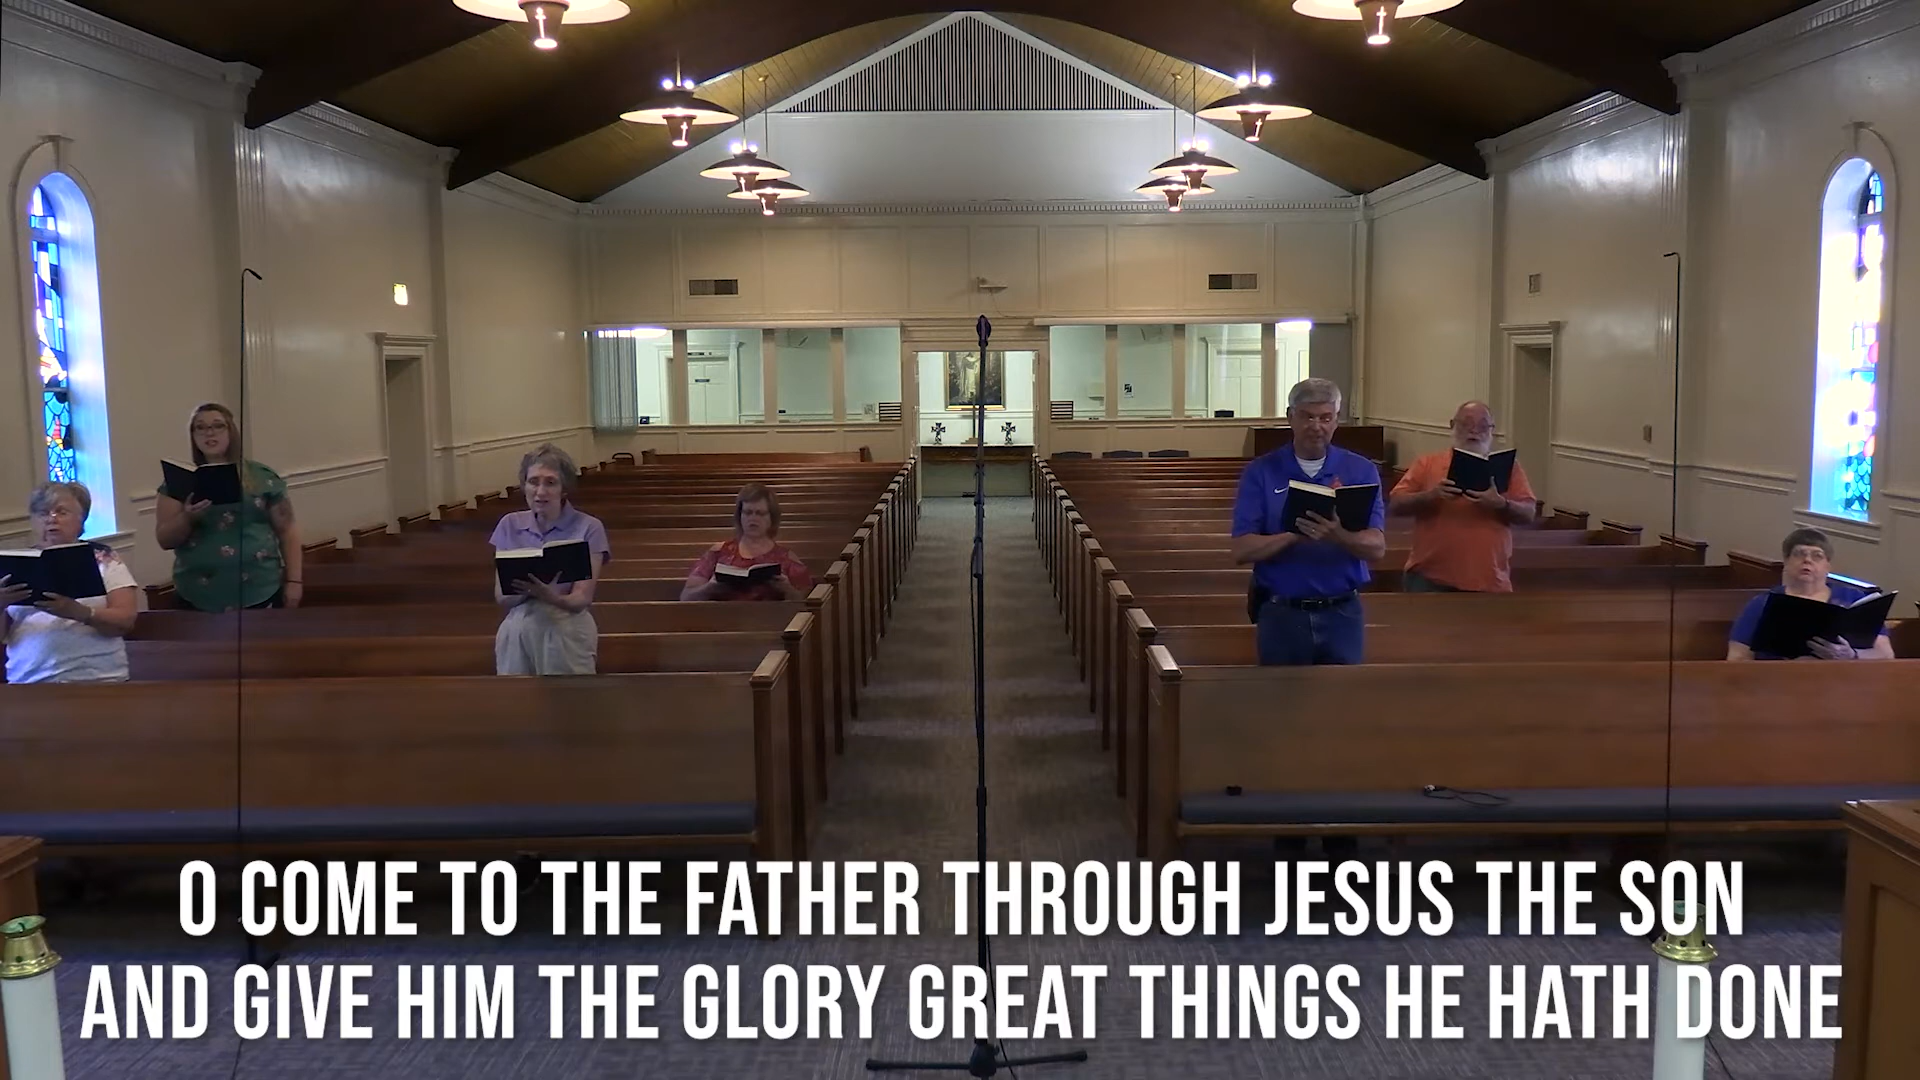 O COME TO THE FATHER THROUGH JESUS THE SON
AND GIVE HIM THE GLORY GREAT THINGS HE HATH DONE